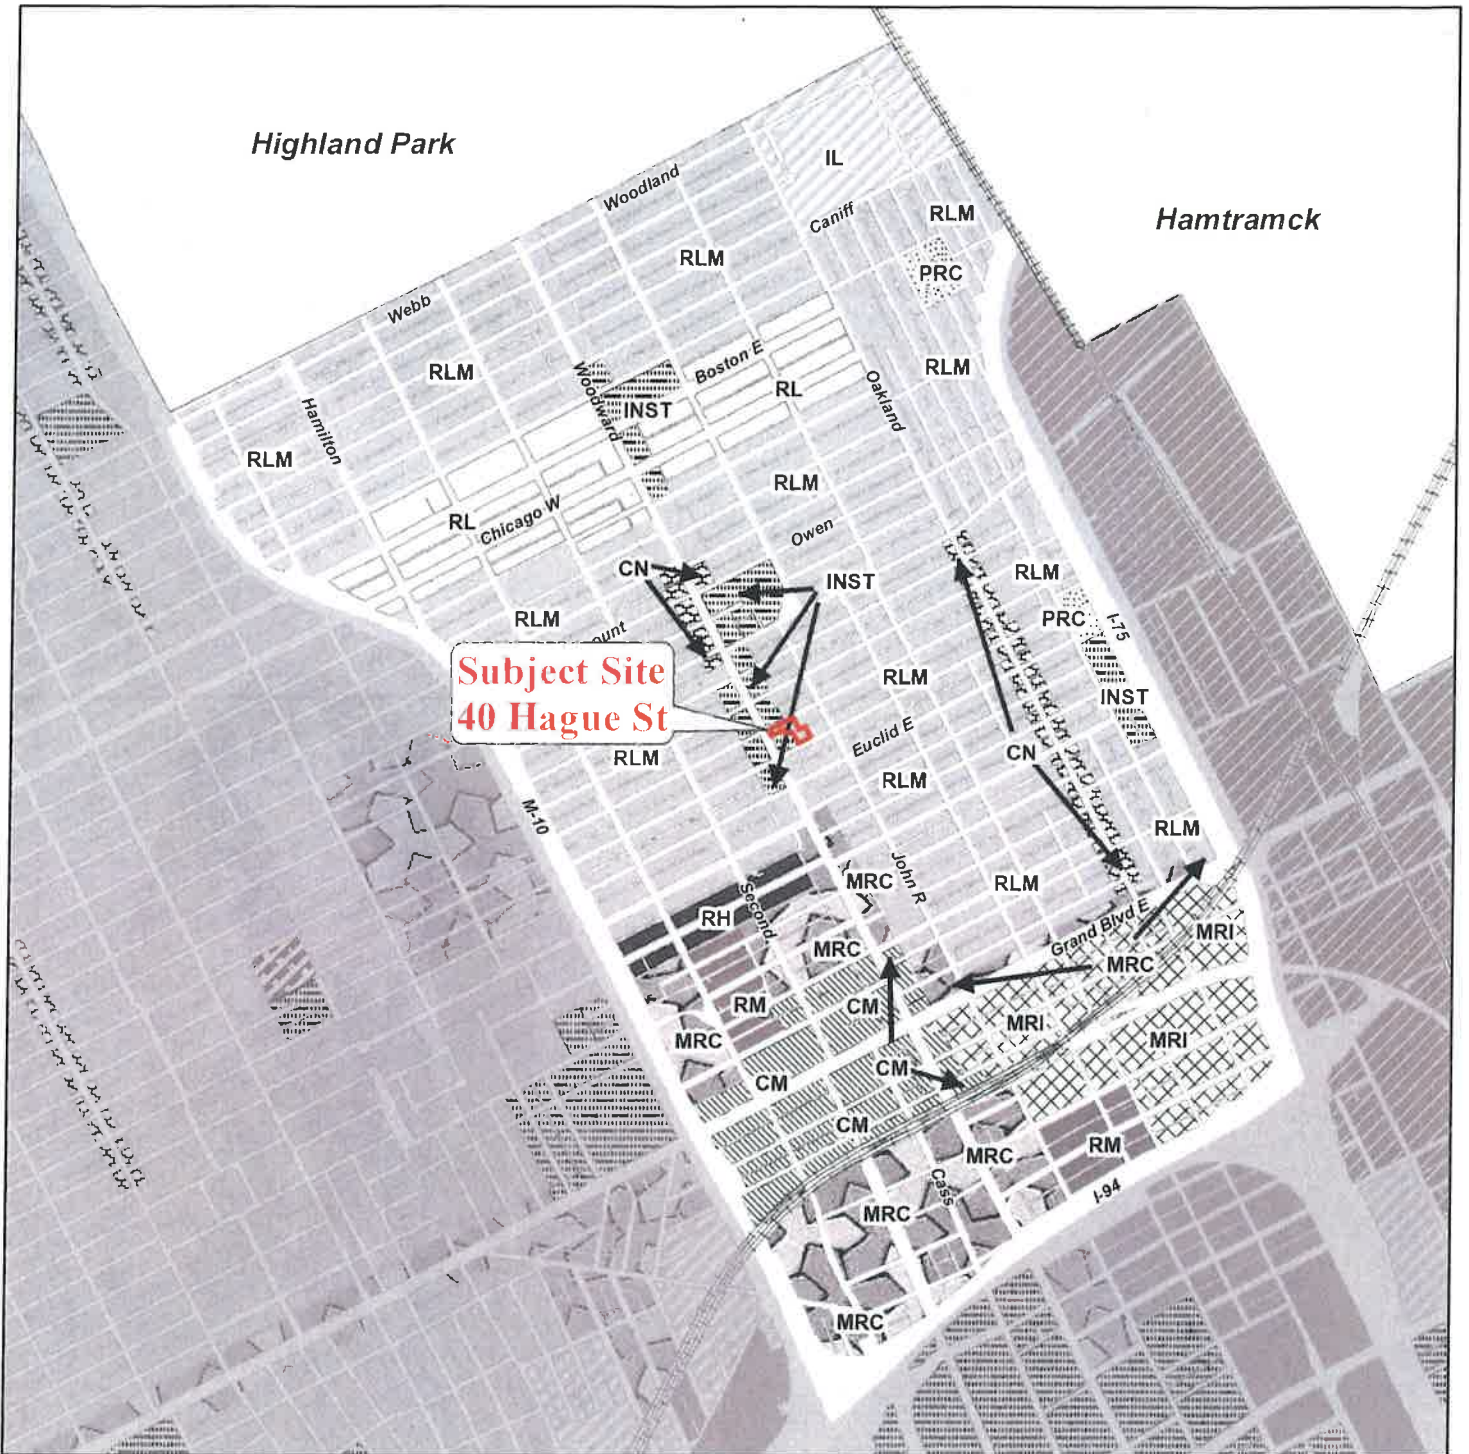 Highland Park
Hamtramck
Woodland
IL
Caniff
RLM
PRC
RLM
Webb
RLM
Boston E
RL
RLM
Woodward
INST
Oakland
Hamilton
RLM
RLM
RL
Chicago W
Owen
CN
INST
RLM
RLM
PRC
I-75
ount
Subject Site
40 Hague St
RLM
INST
Euclid E
CN
RLM
RLM
M-10
RLM
John R
MRC
RLM
Second
RH
Grand Blvd E
MRI
MRC
MRC
RM
CM
MRI
MRC
MRI
CM
CM
CM
RM
MRC
Cass
I-94
MRC
MRC